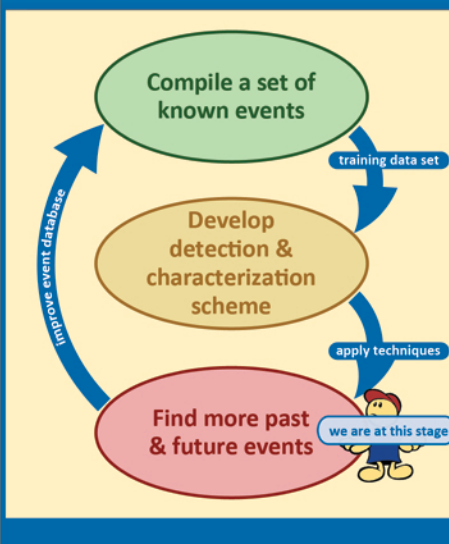 Compile a set of
known events
training data set
Develop
detection &
characterization
scheme
improve event database
apply techniques
Find more past
& future events
we are at this stage